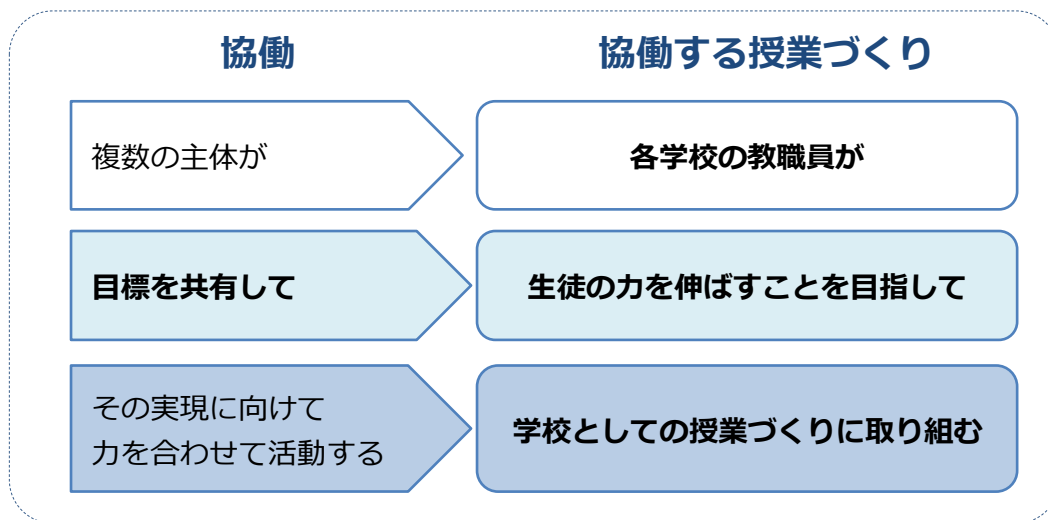 協働
協働する授業づくり
複数の主体が
各学校の教職員が
目標を共有して
生徒の力を伸ばすことを目指して
その実現に向けて
力を合わせて活動する
学校としての授業づくりに取り組む